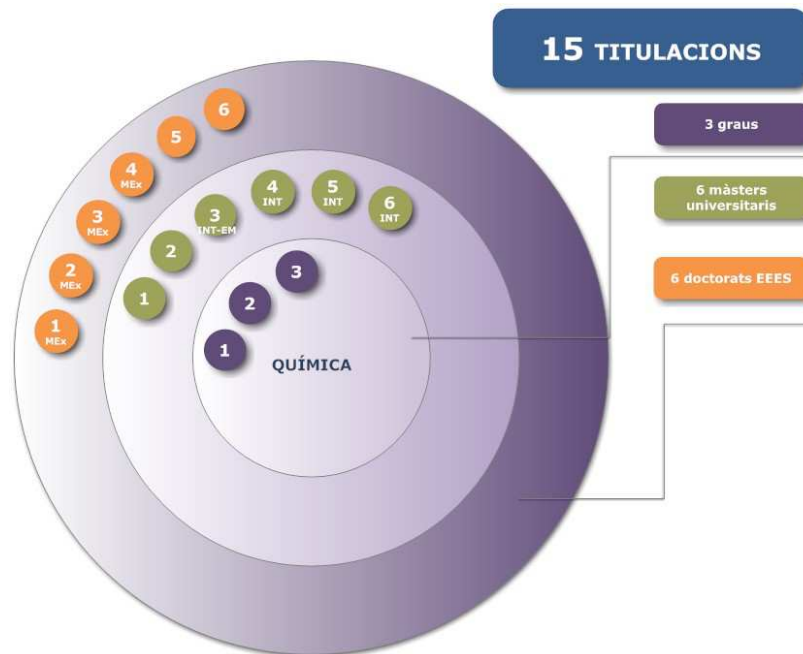 15 TITULACIONS
3 graus
6 màsters
universitaris
6 doctorats EEES
6
5
4
MEx
3
MEx
2
MEx
1
MEx
4
INT
5
INT
6
INT
3
INT-EM
2
1
3
2
1
QUÍMICA